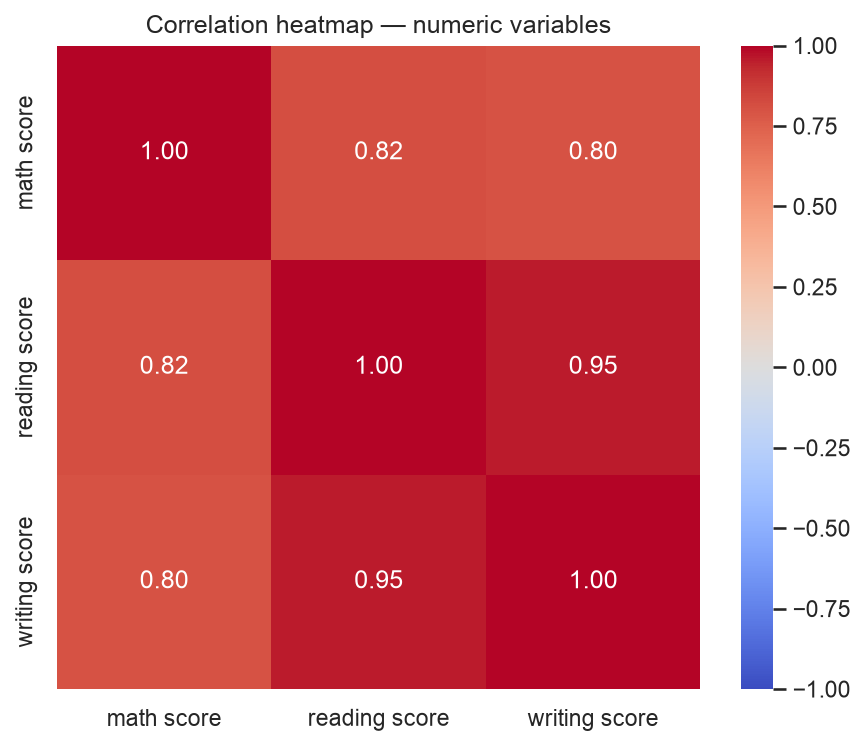 Correlation heatmap — numeric variables
math score
1.00
0.82
0.80
reading score
0.82
1.00
0.95
writing score
0.80
0.95
1.00
math score
reading score
writing score
1.00
0.75
0.50
0.25
0.00
−0.25
−0.50
−0.75
−1.00